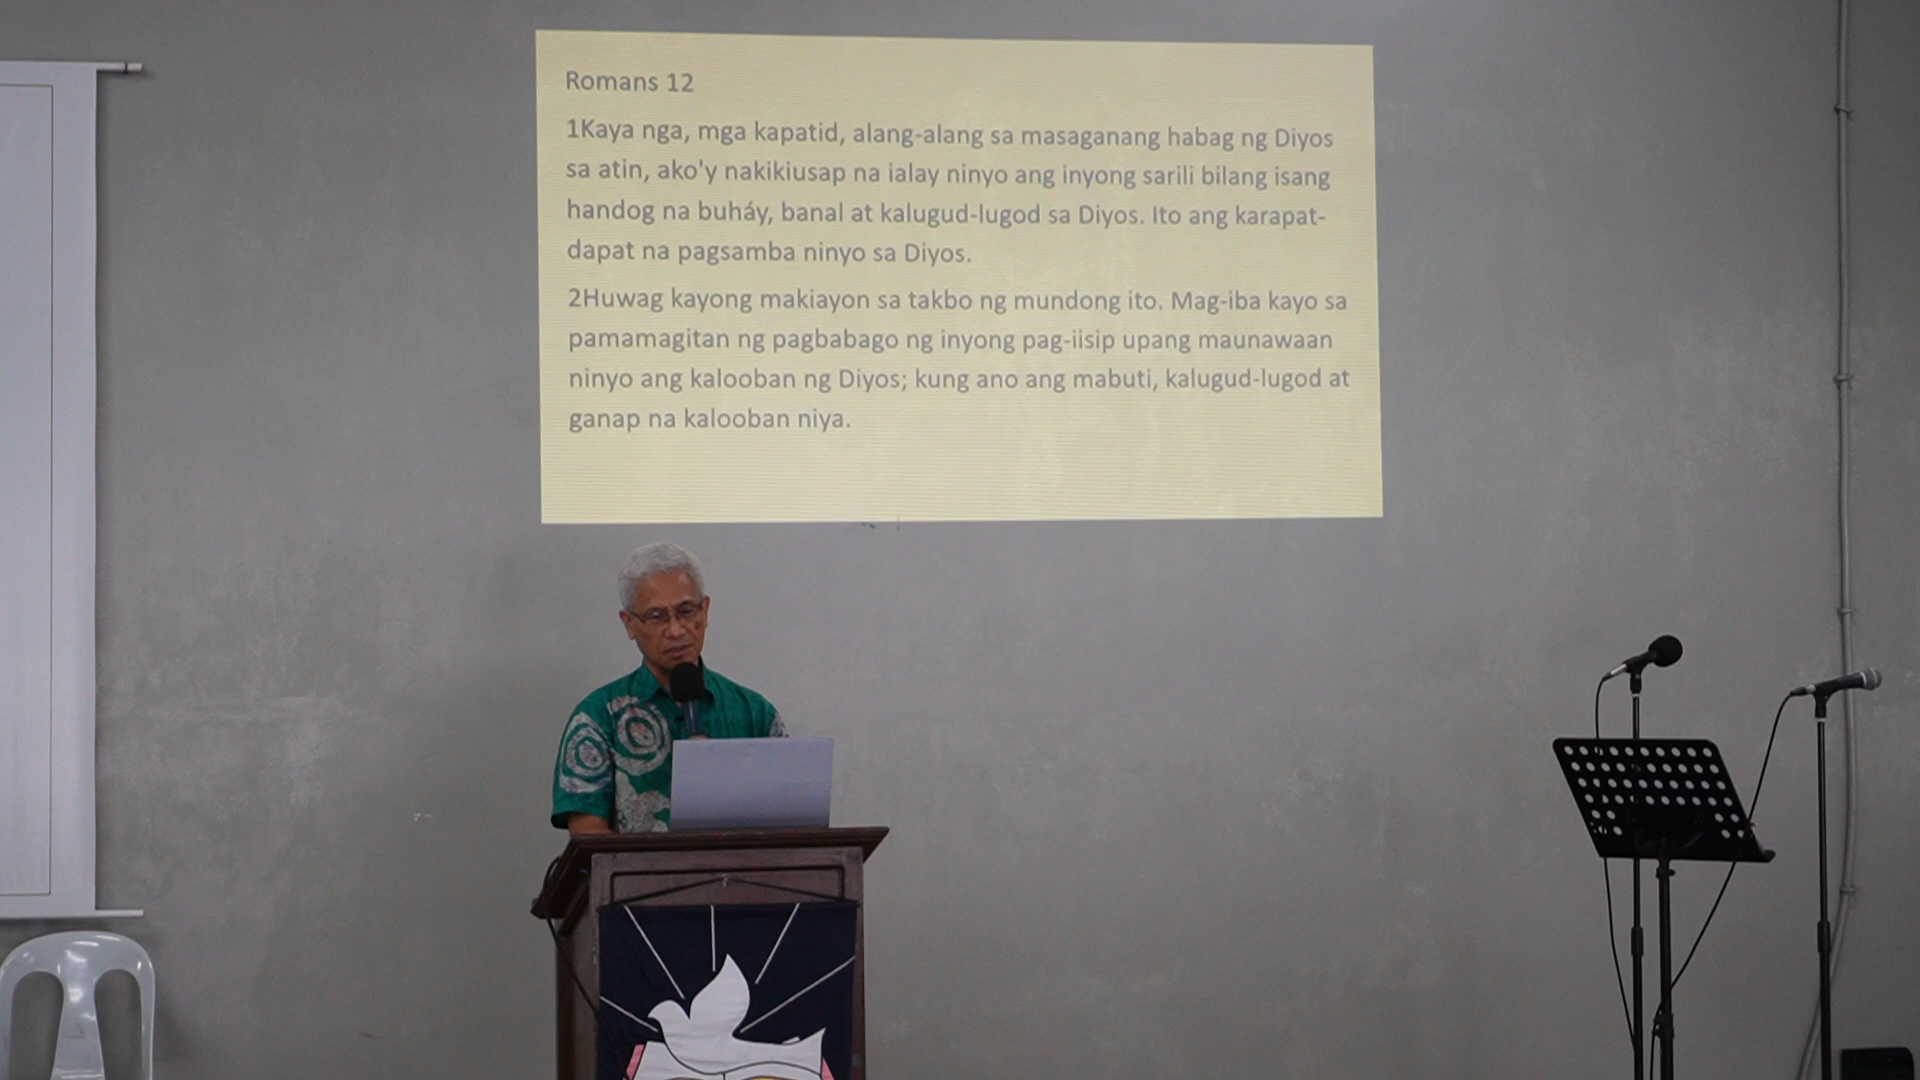 Romans 12
1Kaya nga, mga kapatid, alang-alang sa masaganang habag ng Diyos
sa atin, ako'y nakikiusap na ialay ninyo ang inyong sarili bilang isang
handog na buháy, banal at kalugud-lugod sa Diyos. Ito ang karapat-
dapat na pagsamba ninyo sa Diyos.
2Huwag kayong makiayon sa takbo ng mundong ito. Mag-iba kayo sa
pamamagitan ng pagbabago ng inyong pag-iisip upang maunawaan
ninyo ang kalooban ng Diyos; kung ano ang mabuti, kalugud-lugod at
ganap na kalooban niya.